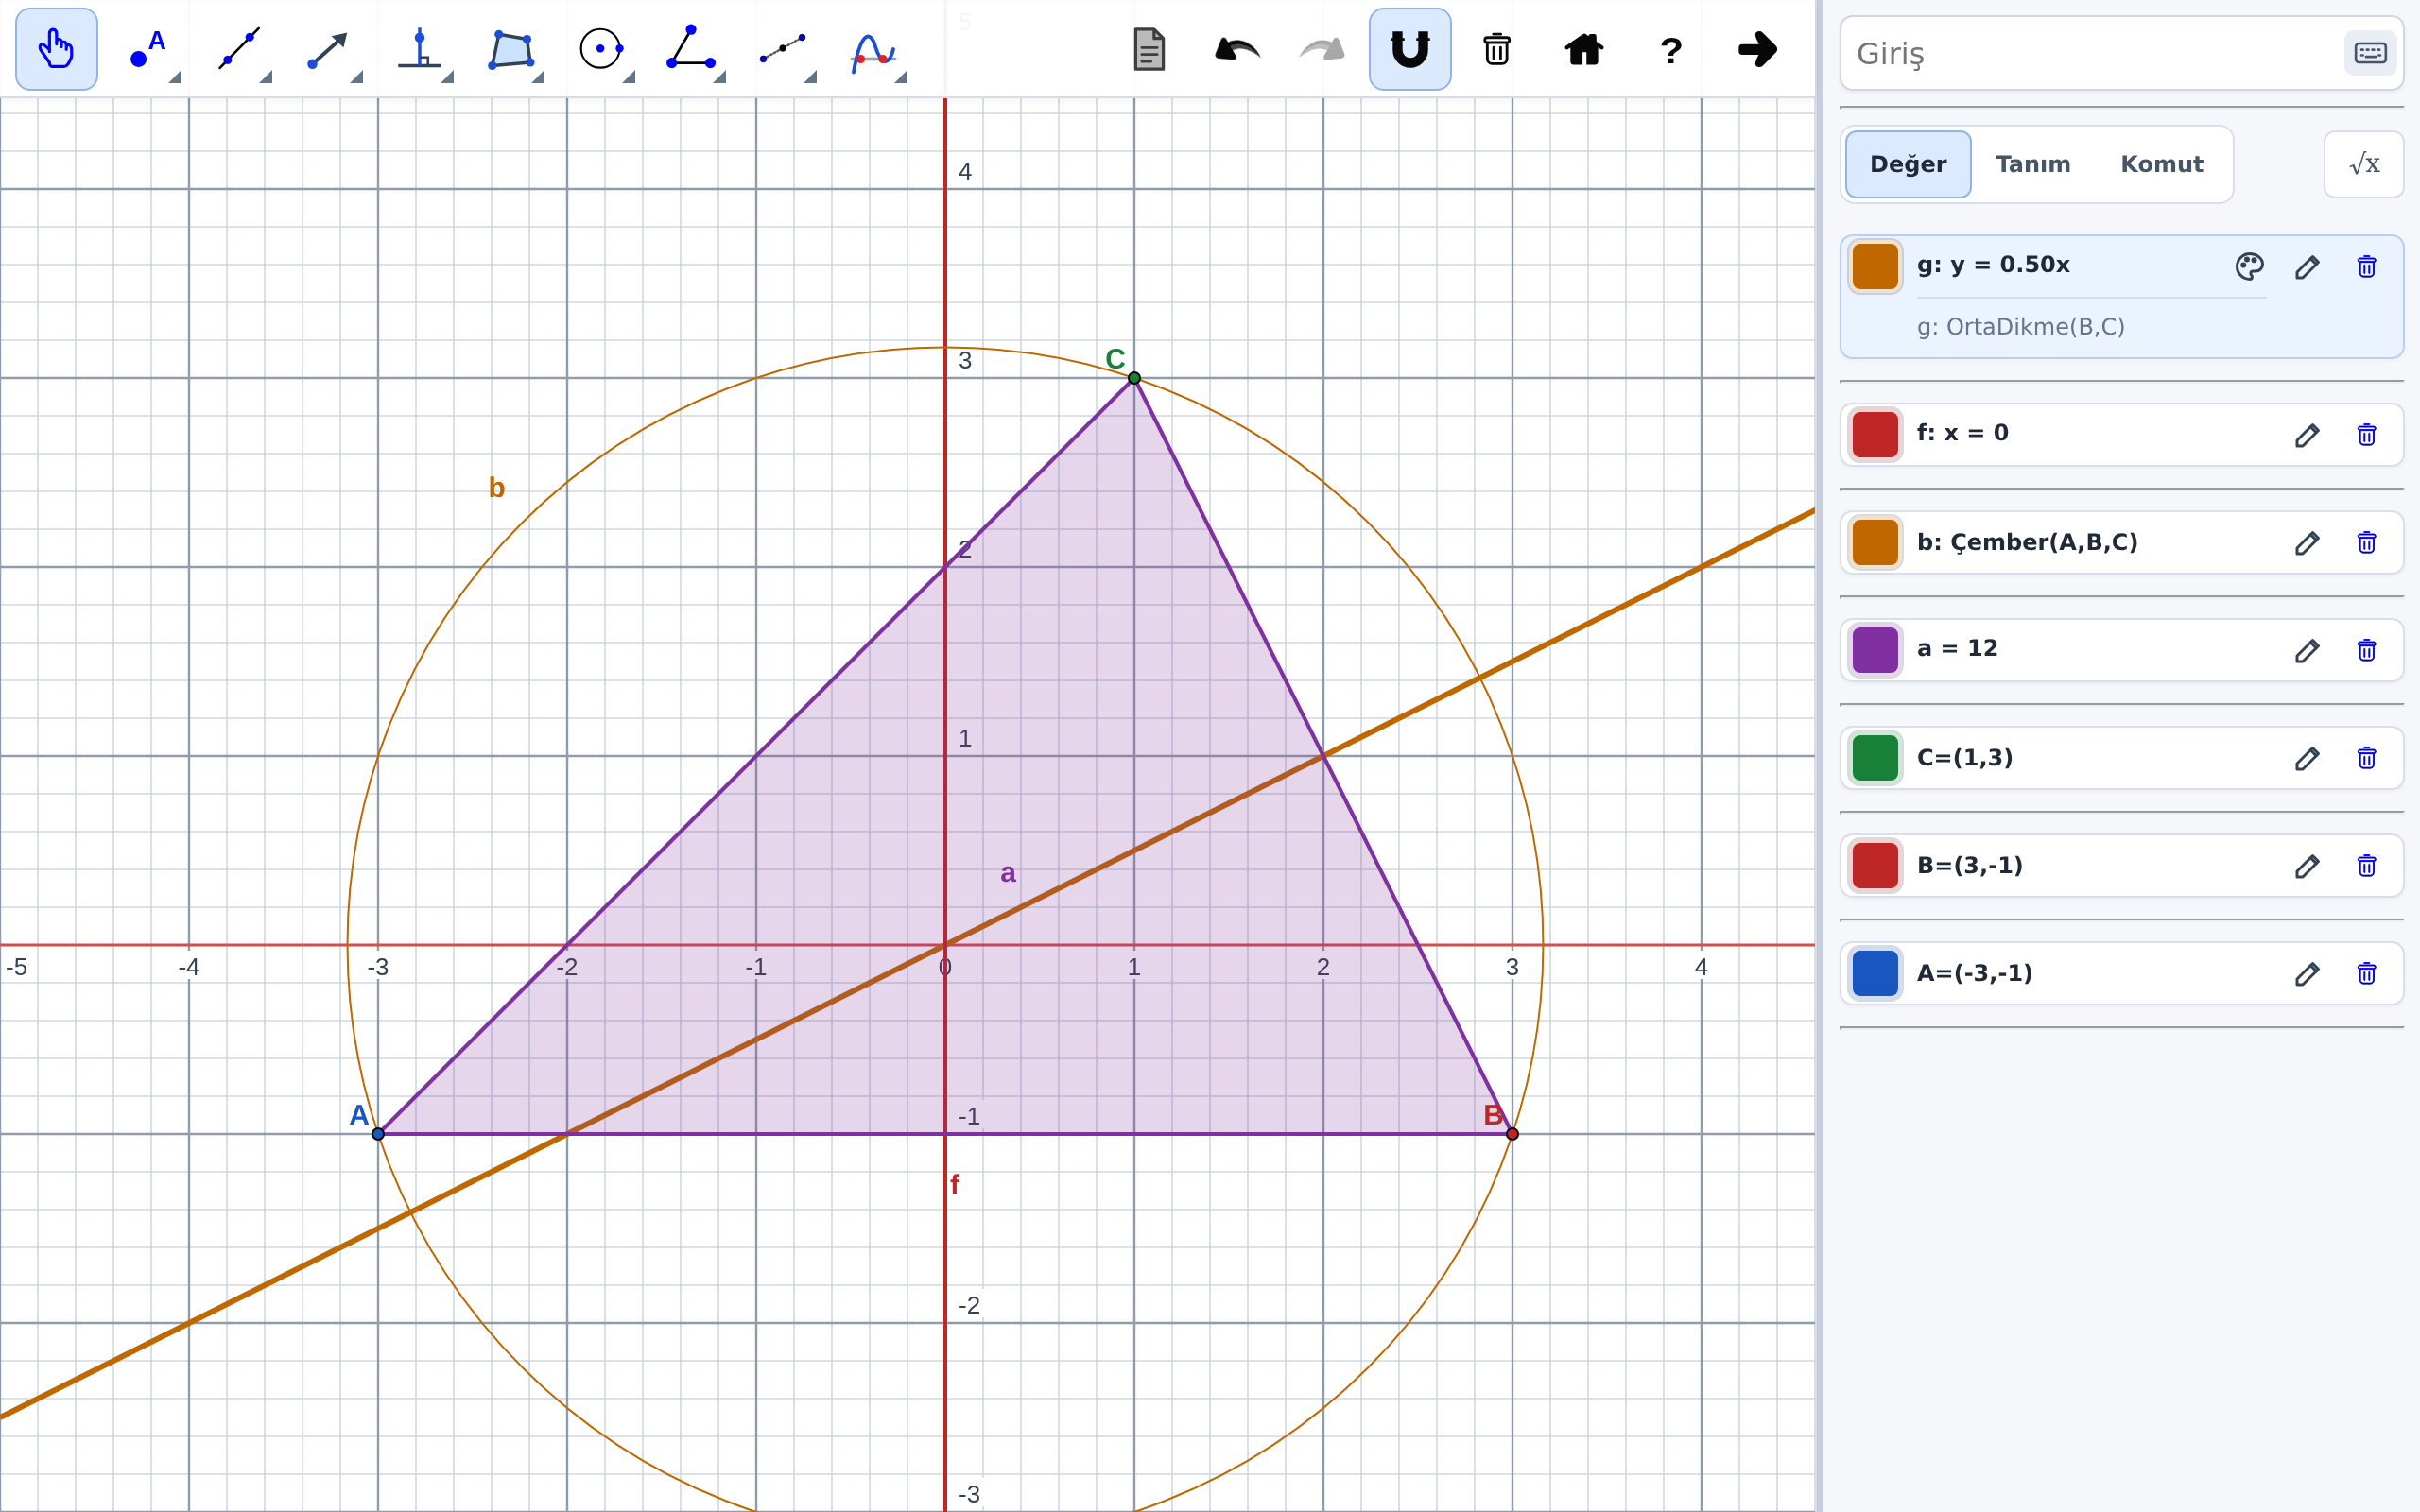 A
?
5
4
3
2
1
0
-1
-2
-3
-5
-4
-3
-2
-1
1
2
3
4
C
b
a
A
B
f
Giriş
Değer
Tanım
Komut
√x
g: y = 0.50x
g: OrtaDikme(B,C)
f: x = 0
b: Çember(A,B,C)
a = 12
C=(1,3)
B=(3,-1)
A=(-3,-1)